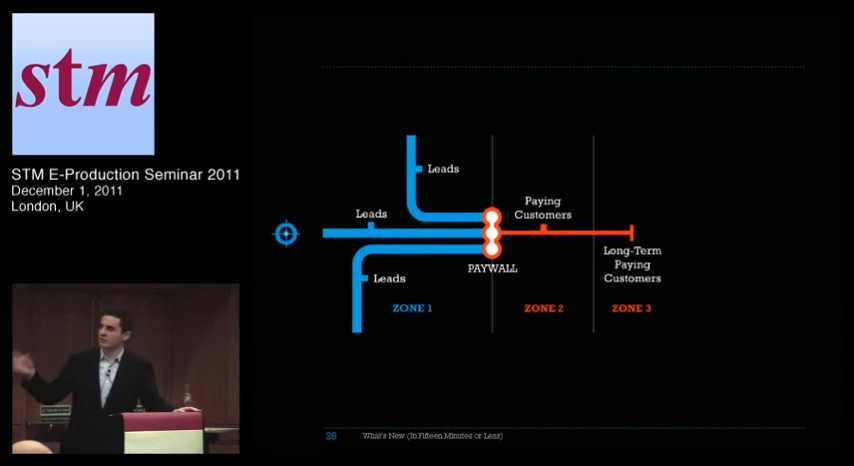 stm
STM E-Production Seminar 2011
December 1, 2011
London, UK
Leads
Leads
Leads
Paying
Customers
PAYWALL
Long-Term
Paying
Customers
ZONE 1
ZONE 2
ZONE 3
26
What's New (In Fifteen Minutes or Less)